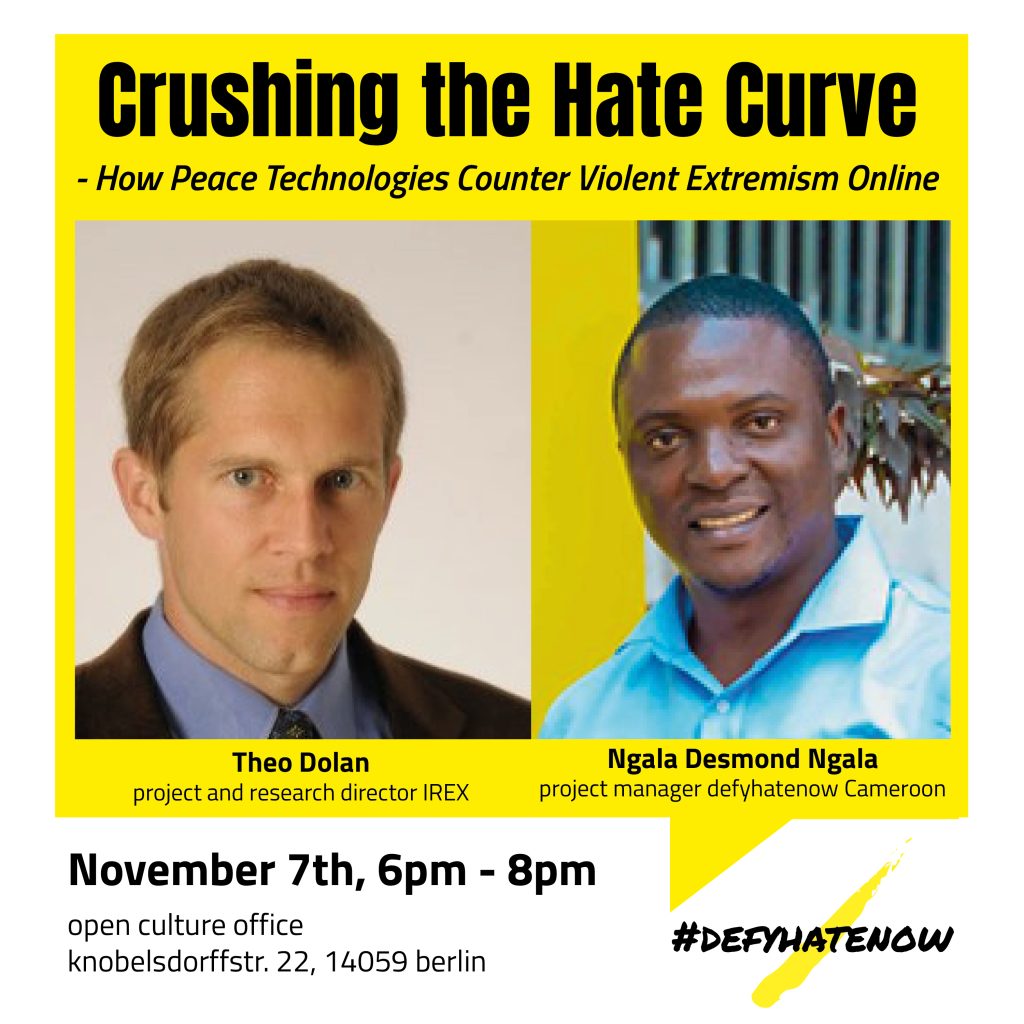 Crushing the Hate Curve
- How Peace Technologies Counter Violent Extremism Online
Theo Dolan
project and research director IREX
Ngala Desmond Ngala
project manager defyhatenow Cameroon
November 7th, 6pm - 8pm
open culture office
knobelsdorffstr. 22, 14059 berlin
#DEFYHATENOW